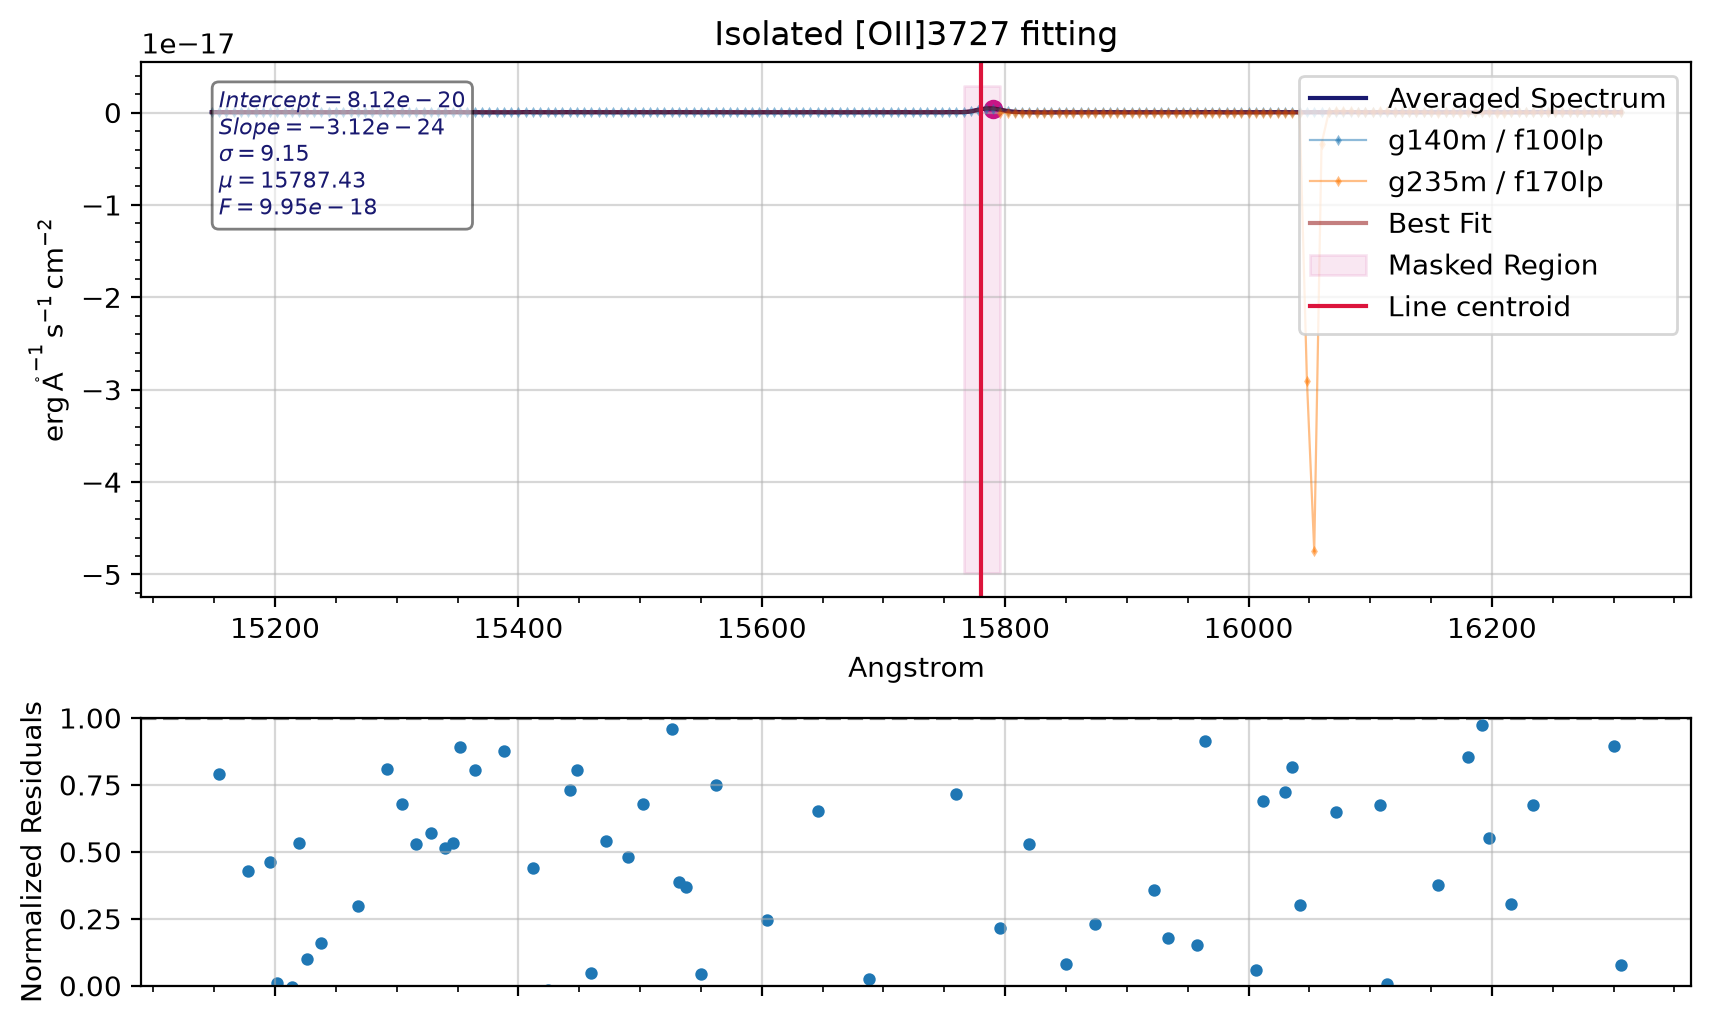 Isolated [OII]3727 fitting
1e−17
Intercept = 8.12e − 20
Slope = −3.12e − 24
σ = 9.15
μ = 15787.43
F = 9.95e − 18
Averaged Spectrum
g140m / f100lp
g235m / f170lp
Best Fit
Masked Region
Line centroid
0
−1
−2
−3
−4
−5
erg Å⁻¹ s⁻¹ cm⁻²
15200 15400 15600 15800 16000 16200
Angstrom
Normalized Residuals
1.00
0.75
0.50
0.25
0.00